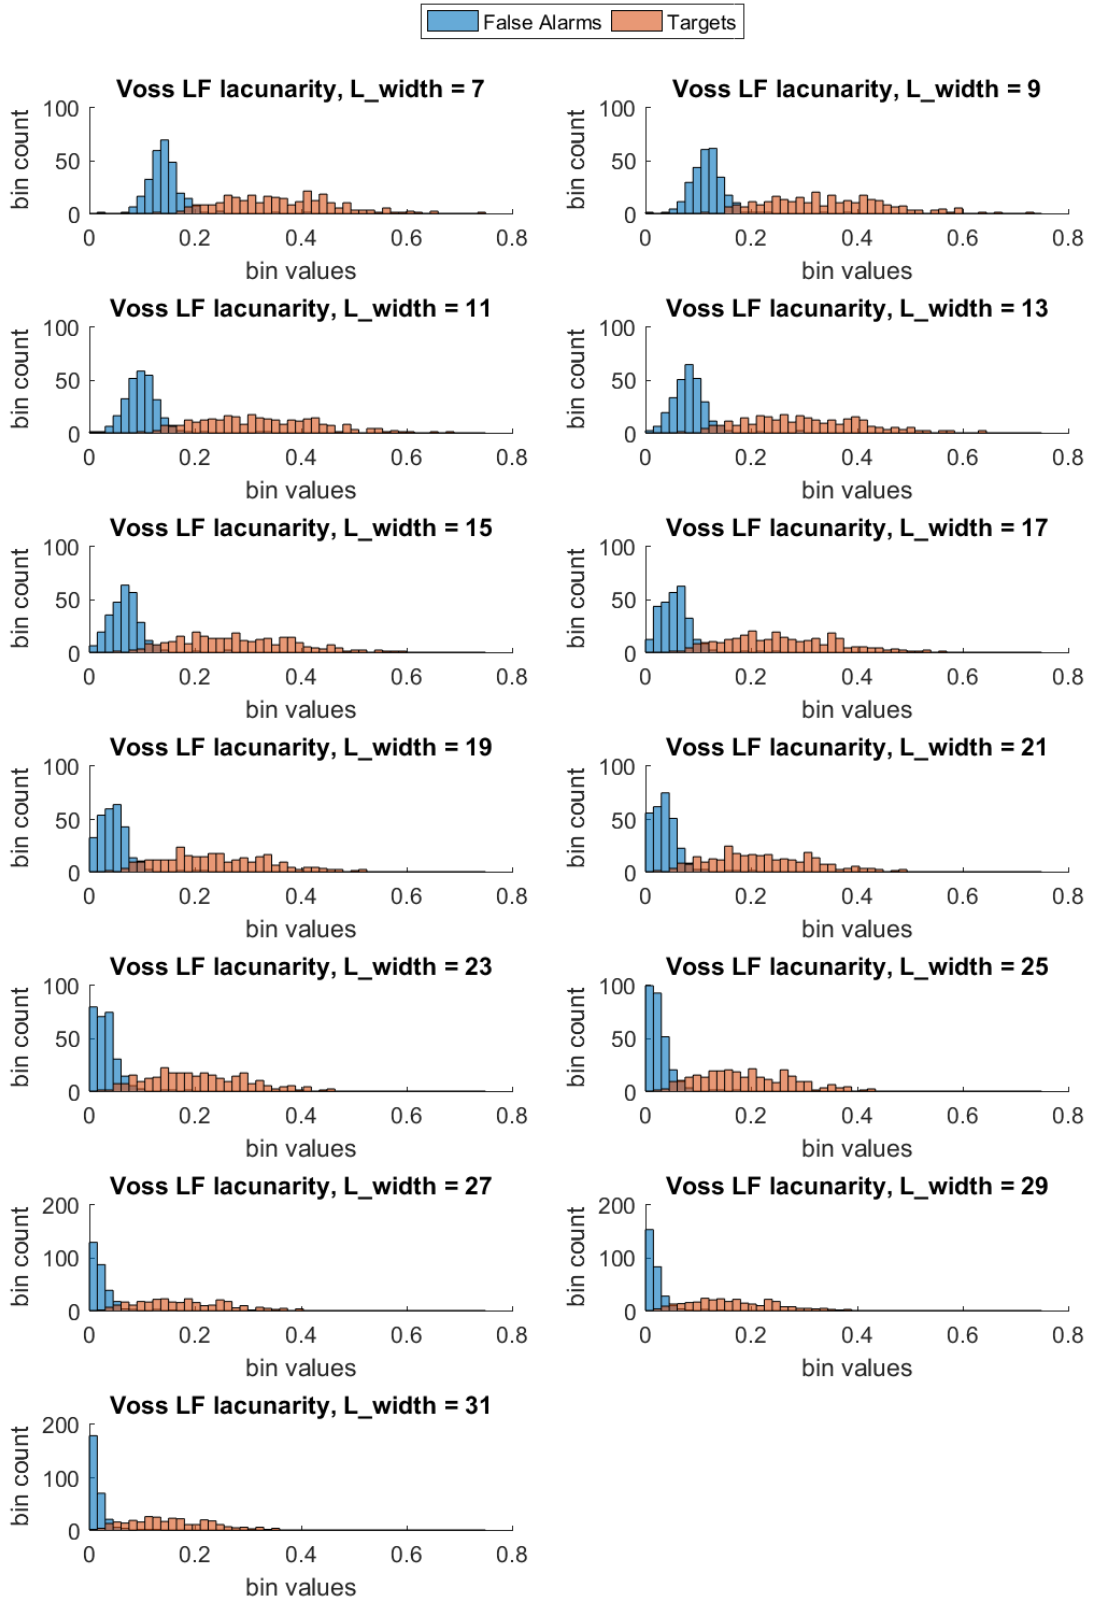 False Alarms Targets
Voss LF lacunarity, L_width = 7
100
50
0
bin count
0 0.2 0.4 0.6 0.8
bin values
Voss LF lacunarity, L_width = 9
100
50
0
bin count
0 0.2 0.4 0.6 0.8
bin values
Voss LF lacunarity, L_width = 11
100
50
0
bin count
0 0.2 0.4 0.6 0.8
bin values
Voss LF lacunarity, L_width = 13
100
50
0
bin count
0 0.2 0.4 0.6 0.8
bin values
Voss LF lacunarity, L_width = 15
100
50
0
bin count
0 0.2 0.4 0.6 0.8
bin values
Voss LF lacunarity, L_width = 17
100
50
0
bin count
0 0.2 0.4 0.6 0.8
bin values
Voss LF lacunarity, L_width = 19
100
50
0
bin count
0 0.2 0.4 0.6 0.8
bin values
Voss LF lacunarity, L_width = 21
100
50
0
bin count
0 0.2 0.4 0.6 0.8
bin values
Voss LF lacunarity, L_width = 23
100
50
0
bin count
0 0.2 0.4 0.6 0.8
bin values
Voss LF lacunarity, L_width = 25
100
50
0
bin count
0 0.2 0.4 0.6 0.8
bin values
Voss LF lacunarity, L_width = 27
200
100
0
bin count
0 0.2 0.4 0.6 0.8
bin values
Voss LF lacunarity, L_width = 29
200
100
0
bin count
0 0.2 0.4 0.6 0.8
bin values
Voss LF lacunarity, L_width = 31
200
100
0
bin count
0 0.2 0.4 0.6 0.8
bin values